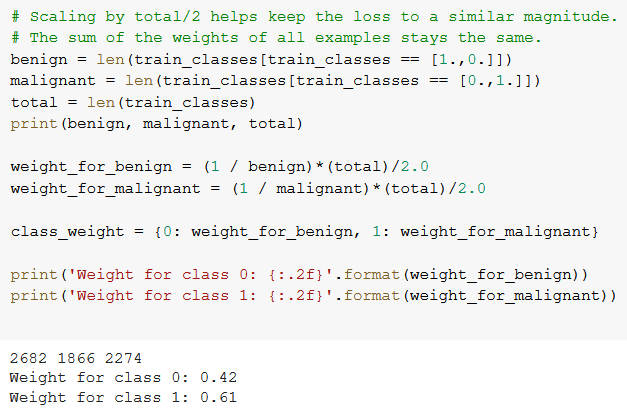 # Scaling by total/2 helps keep the loss to a similar magnitude.
# The sum of the weights of all examples stays the same.
benign = len(train_classes[train_classes == [1.,0.]])
malignant = len(train_classes[train_classes == [0.,1.]])
total = len(train_classes)
print(benign, malignant, total)
weight_for_benign = (1 / benign)*(total)/2.0
weight_for_malignant = (1 / malignant)*(total)/2.0
class_weight = {0: weight_for_benign, 1: weight_for_malignant}
print('Weight for class 0: {:.2f}'.format(weight_for_benign))
print('Weight for class 1: {:.2f}'.format(weight_for_malignant))
2682 1866 2274
Weight for class 0: 0.42
Weight for class 1: 0.61